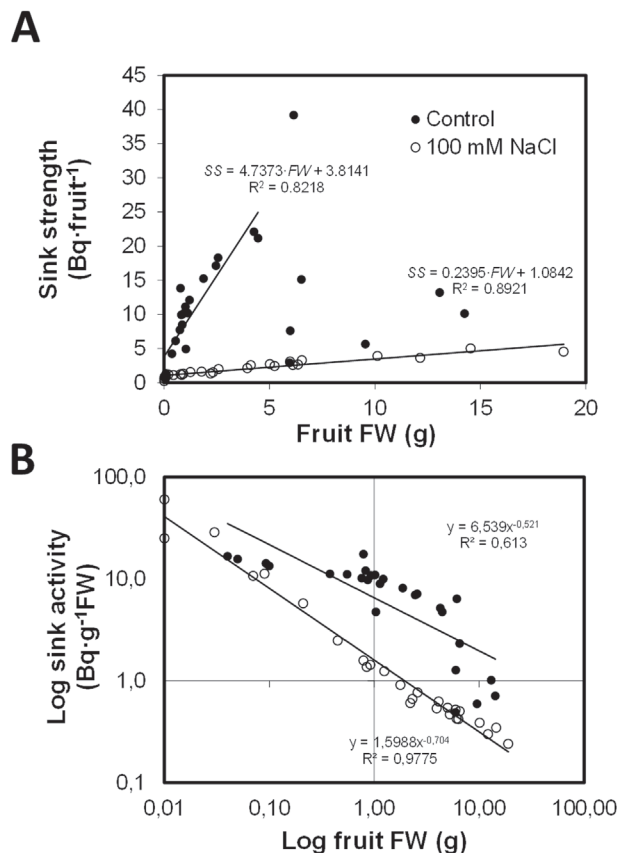 A
45
40
35
30
25
20
15
10
5
0
Sink strength
(Bq·fruit⁻¹)
● Control
○ 100 mM NaCl
SS = 4.7373·FW + 3.8141
R² = 0.8218
SS = 0.2395·FW + 1.0842
R² = 0.8921
0 5 10 15 20
Fruit FW (g)
B
100,0
10,0
1,0
0,1
Log sink activity
(Bq·g⁻¹FW)
y = 6,539x⁻⁰,⁵²¹
R² = 0,613
y = 1,5988x⁻⁰,⁷⁰⁴
R² = 0,9775
0,01 0,10 1,00 10,00 100,00
Log fruit FW (g)